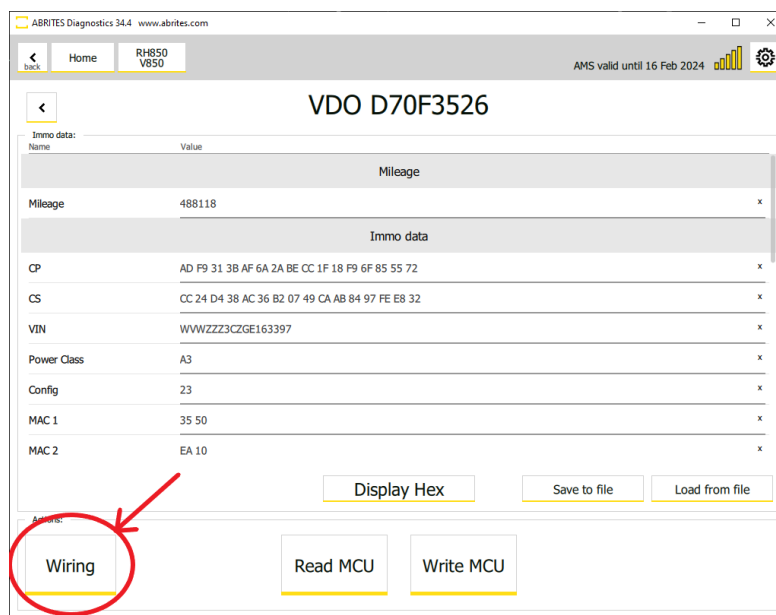 ABRITES Diagnostics 34.4 www.abrites.com
back Home RH850 V850 AMS valid until 16 Feb 2024
VDO D70F3526
Immo data:
Name Value
Mileage
Mileage 488118 x
Immo data
CP AD F9 31 3B AF 6A 2A BE CC 1F 18 F9 6F 85 55 72 x
CS CC 24 D4 38 AC 36 B2 07 49 CA AB 84 97 FE E8 32 x
VIN WVWZZZ3CZGE163397 x
Power Class A3 x
Config 23 x
MAC 1 35 50 x
MAC 2 EA 10 x
Display Hex Save to file Load from file
Actions:
Wiring Read MCU Write MCU